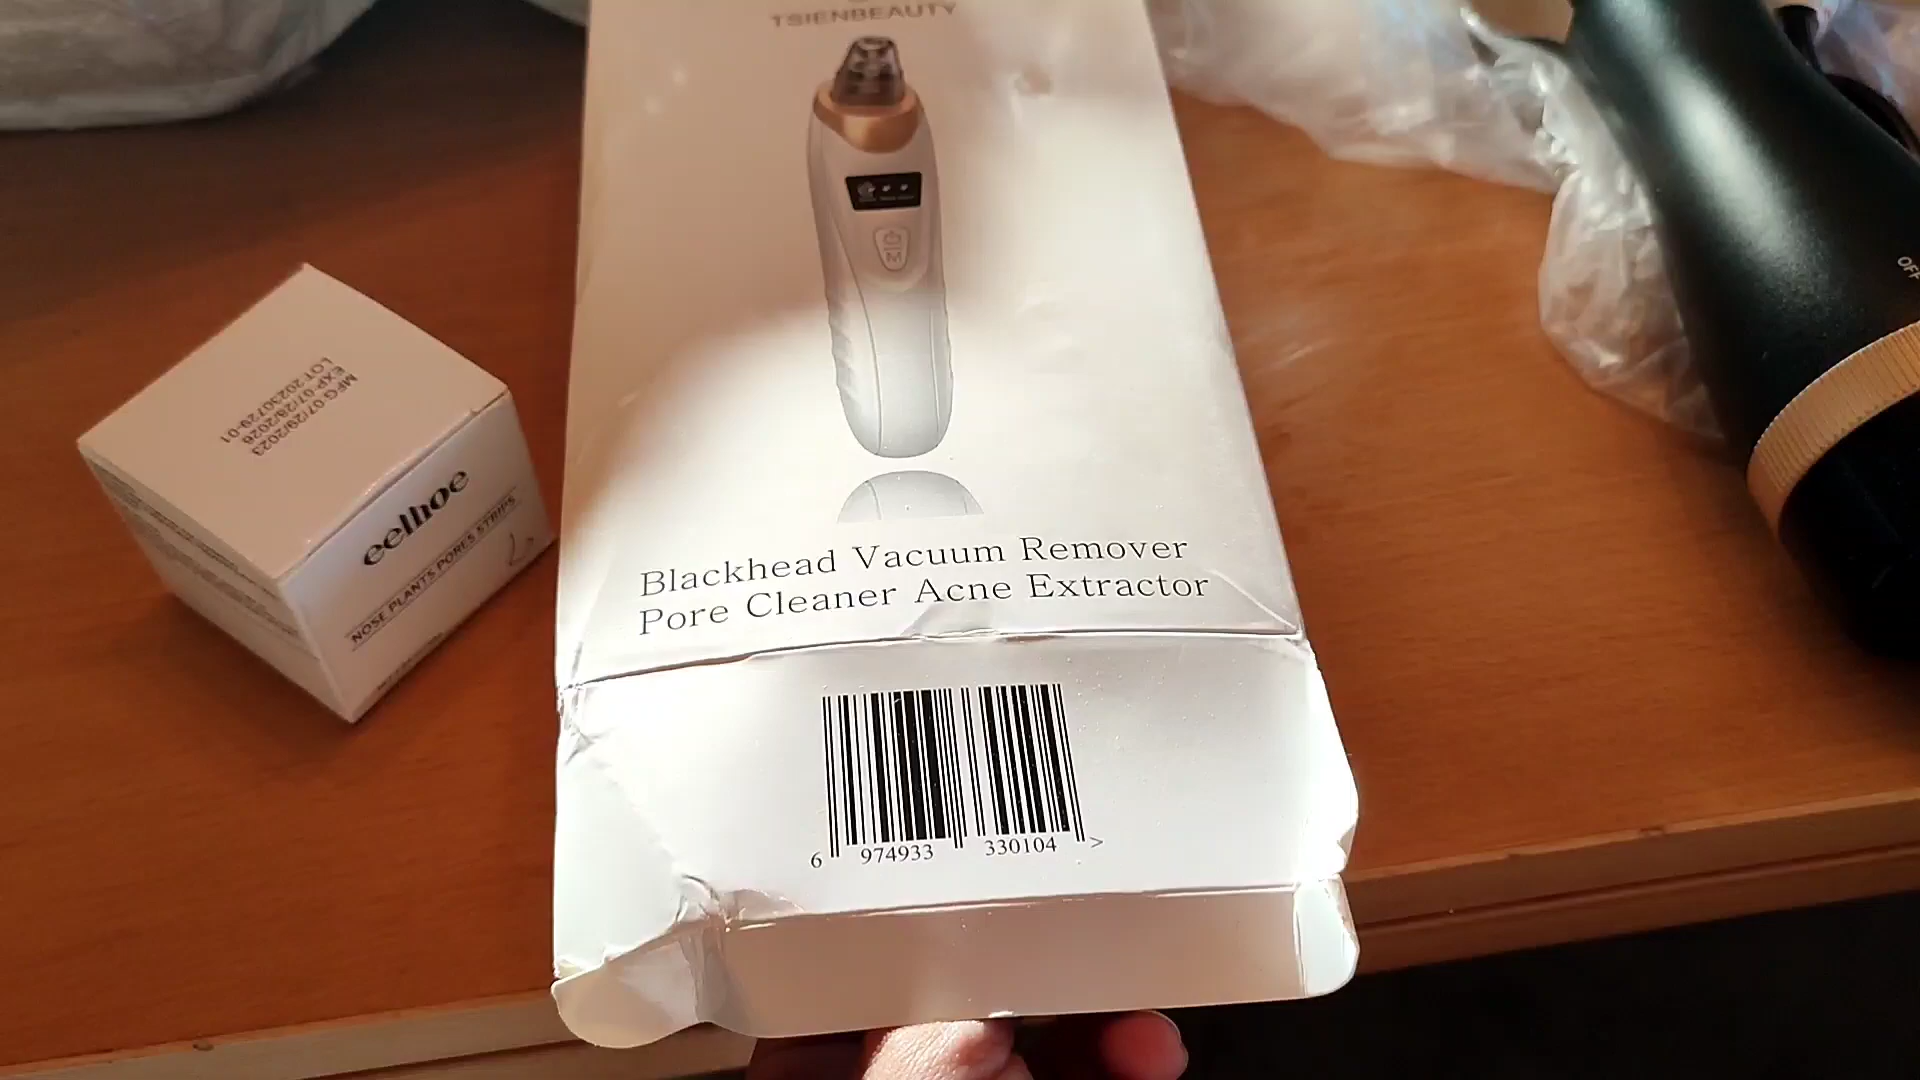 TSIENBEAUTY
M
Blackhead Vacuum Remover
Pore Cleaner Acne Extractor
6 974933 330104 >
MFG:07/29/2023
EXP:07/28/2026
LOT:20230729-01
eelhoe
NOSE PLANTS PORES STRIPS
OFF